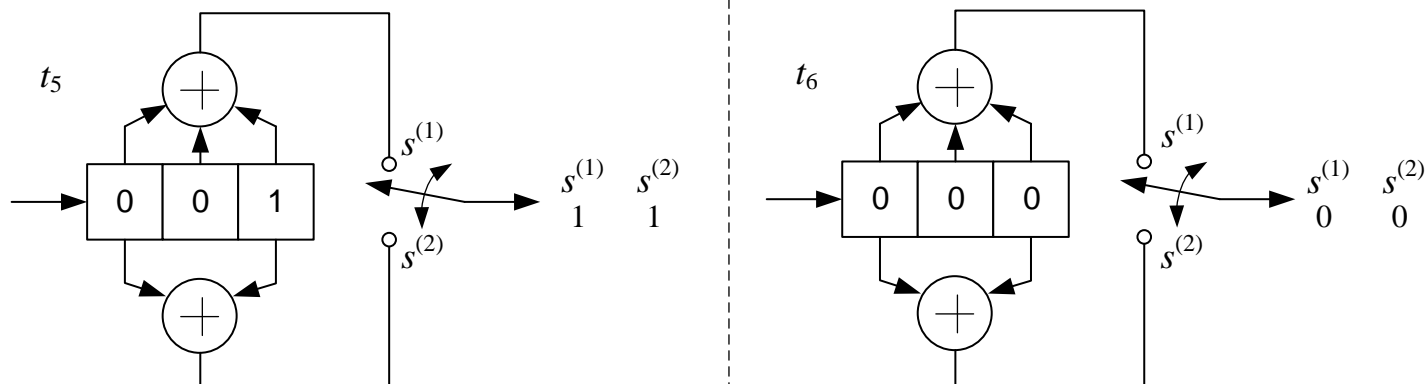 t₅
s⁽¹⁾
0 0 1
s⁽¹⁾ s⁽²⁾
1 1
s⁽²⁾
t₆
s⁽¹⁾
0 0 0
s⁽¹⁾ s⁽²⁾
0 0
s⁽²⁾